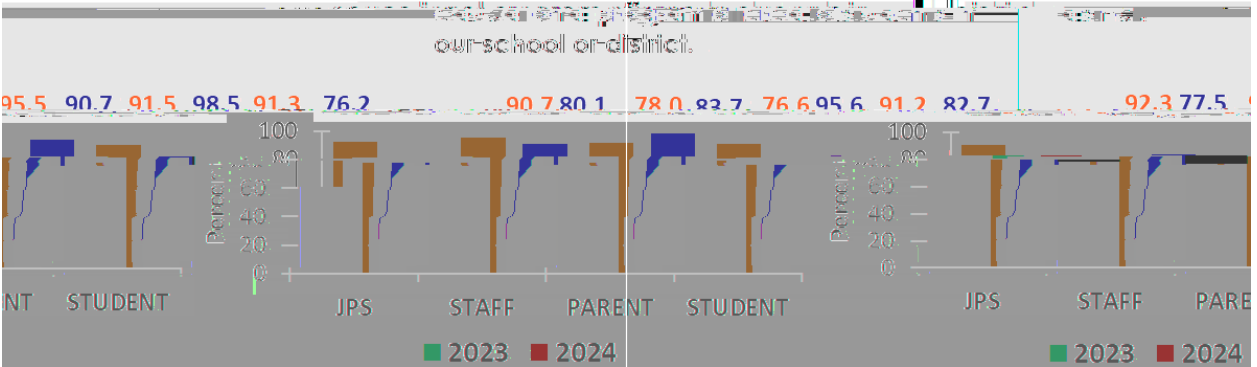 our school or district.
95.5 90.7 91.5 98.5 91.3 76.2 90.7 80.1 78.0 83.7 76.6 95.6 91.2 82.7 92.3 77.5
100 100
80 80
Percent 60 Percent 60
40 40
20 20
0 0
NT STUDENT JPS STAFF PARENT STUDENT JPS STAFF PARE
2023 2024 2023 2024